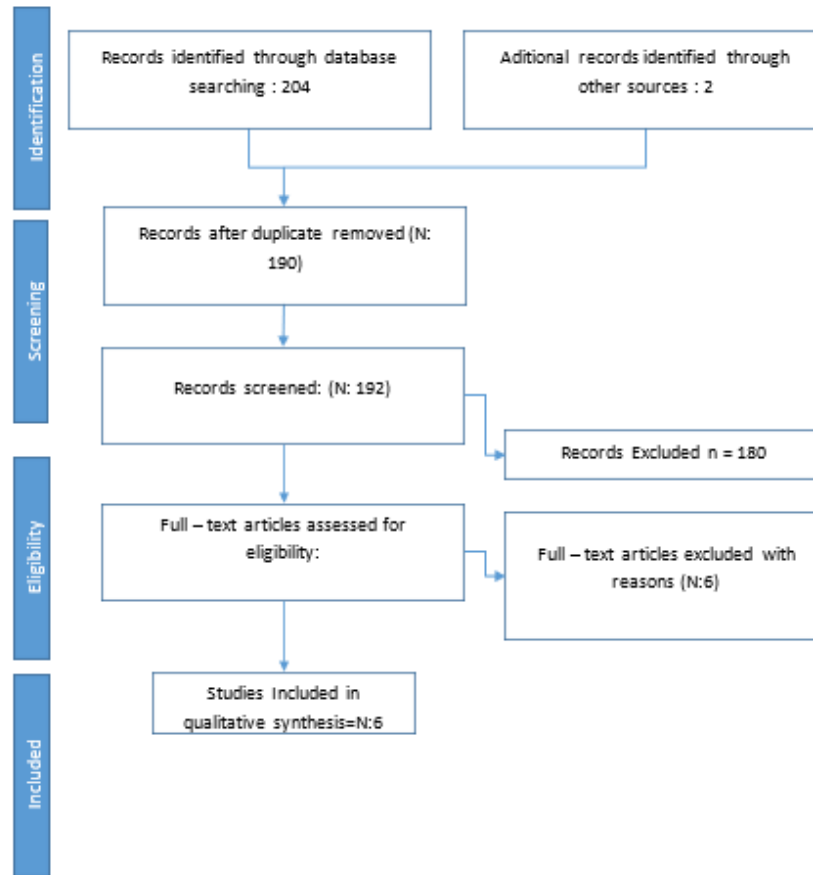 Identification
Records identified through database
searching : 204
Aditional records identified through
other sources : 2
Screening
Records after duplicate removed (N:
190)
Records screened: (N: 192)
Records Excluded n = 180
Eligibility
Full – text articles assessed for
eligibility:
Full – text articles excluded with
reasons (N:6)
Included
Studies Included in
qualitative synthesis=N:6